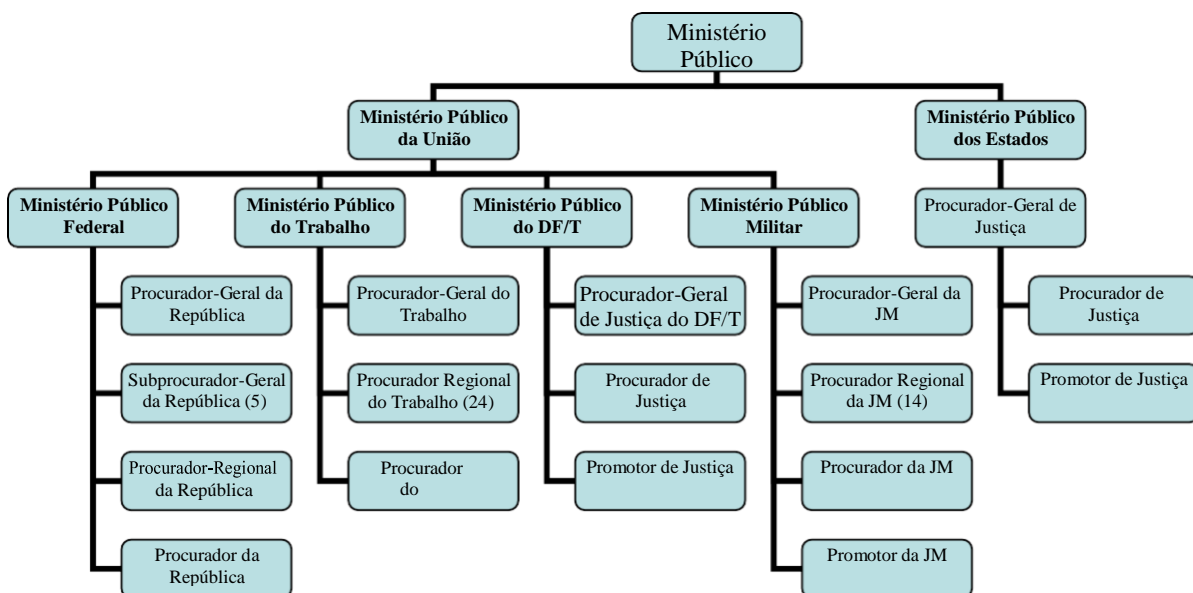 Ministério
Público
Ministério Público
da União
Ministério Público
dos Estados
Ministério Público
Federal
Ministério Público
do Trabalho
Ministério Público
do DF/T
Ministério Público
Militar
Procurador-Geral de
Justiça
Procurador-Geral da
República
Procurador-Geral do
Trabalho
Procurador-Geral
de Justiça do DF/T
Procurador-Geral da
JM
Procurador de
Justiça
Subprocurador-Geral
da República (5)
Procurador Regional
do Trabalho (24)
Procurador de
Justiça
Procurador Regional
da JM (14)
Promotor de Justiça
Procurador-Regional
da República
Procurador
do
Promotor de Justiça
Procurador da JM
Procurador da
República
Promotor da JM